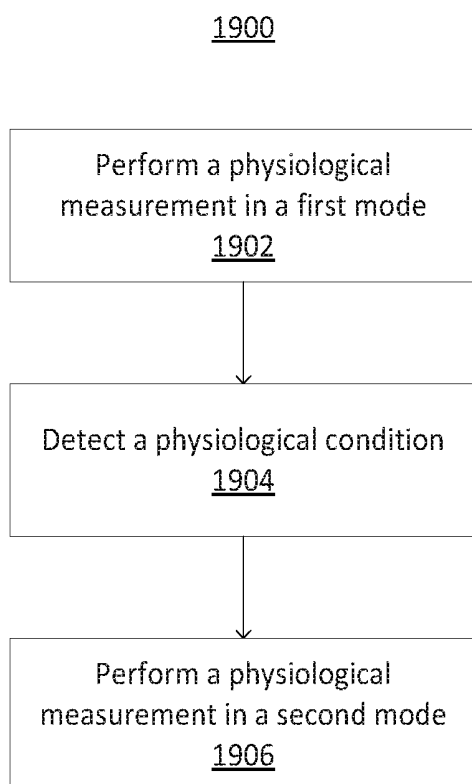 1900
Perform a physiological
measurement in a first mode
1902
Detect a physiological condition
1904
Perform a physiological
measurement in a second mode
1906